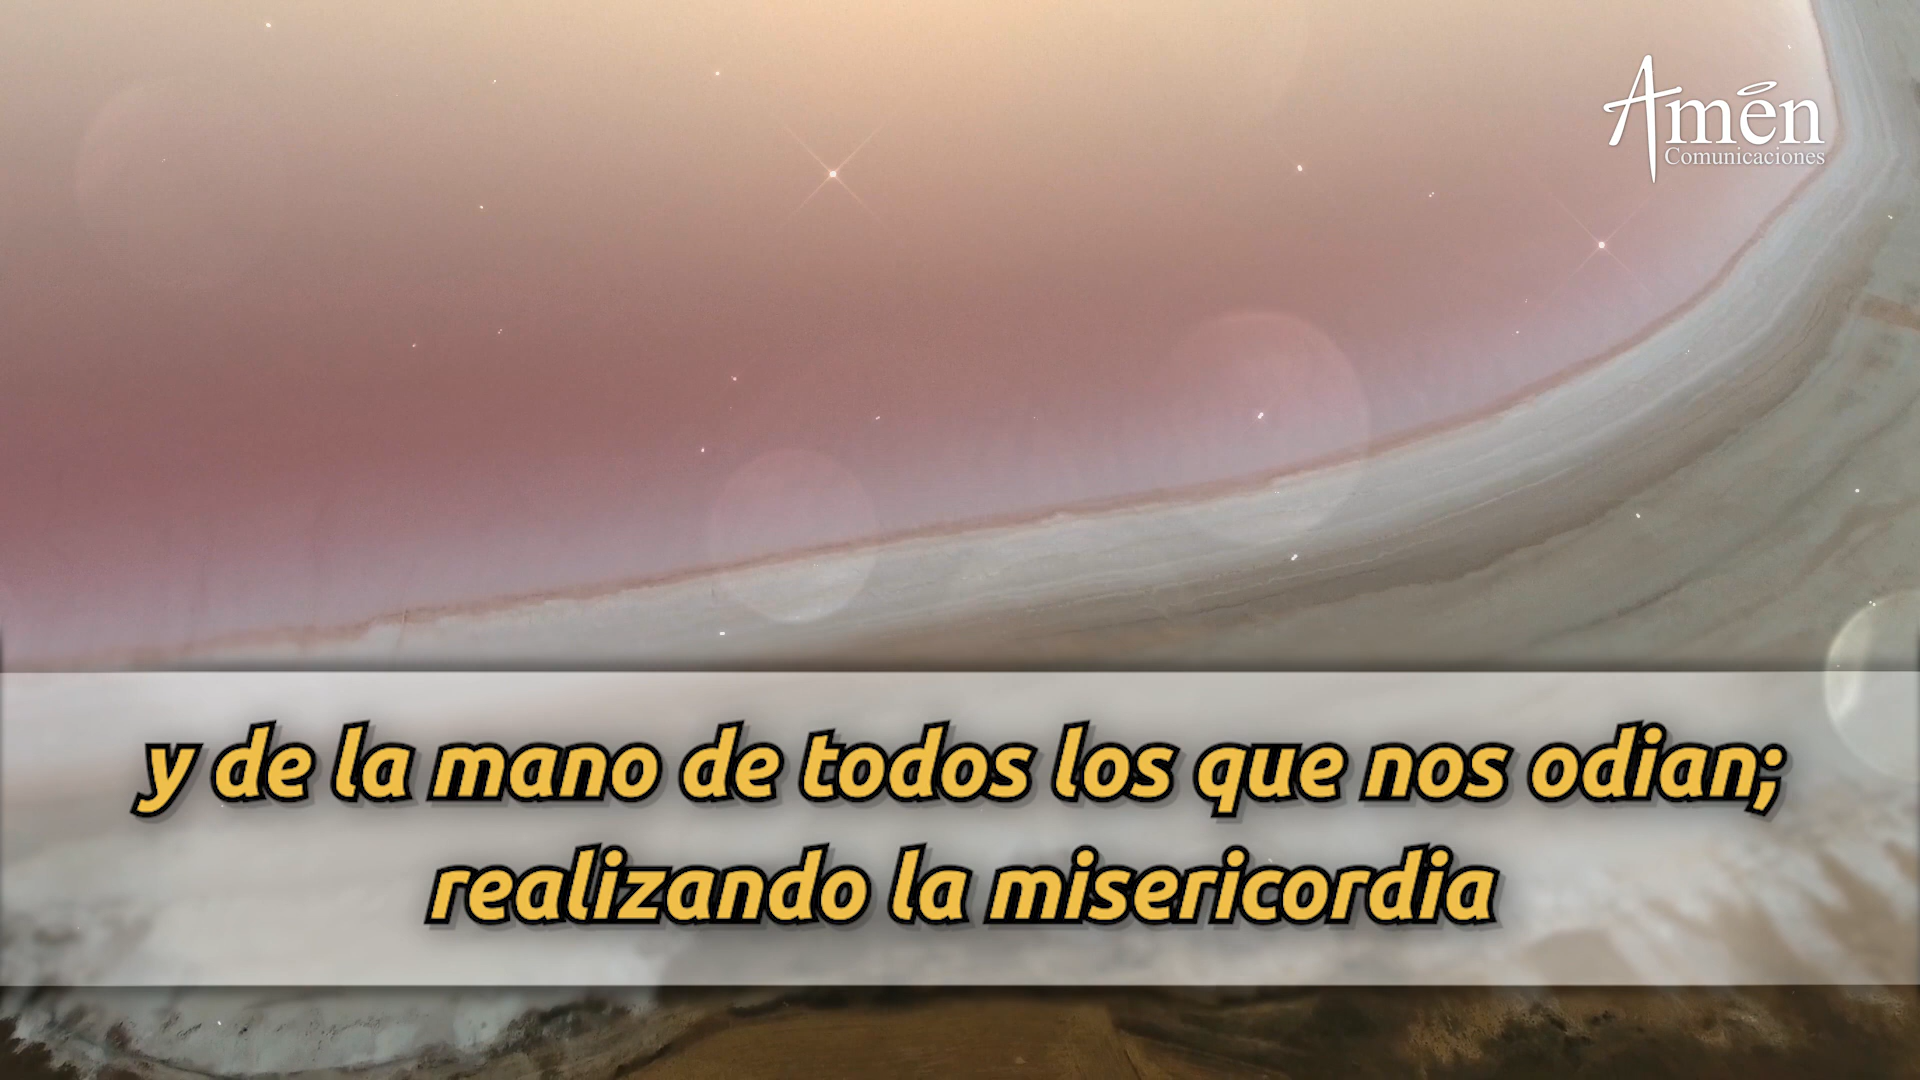 Amén
Comunicaciones
y de la mano de todos los que nos odian;
realizando la misericordia